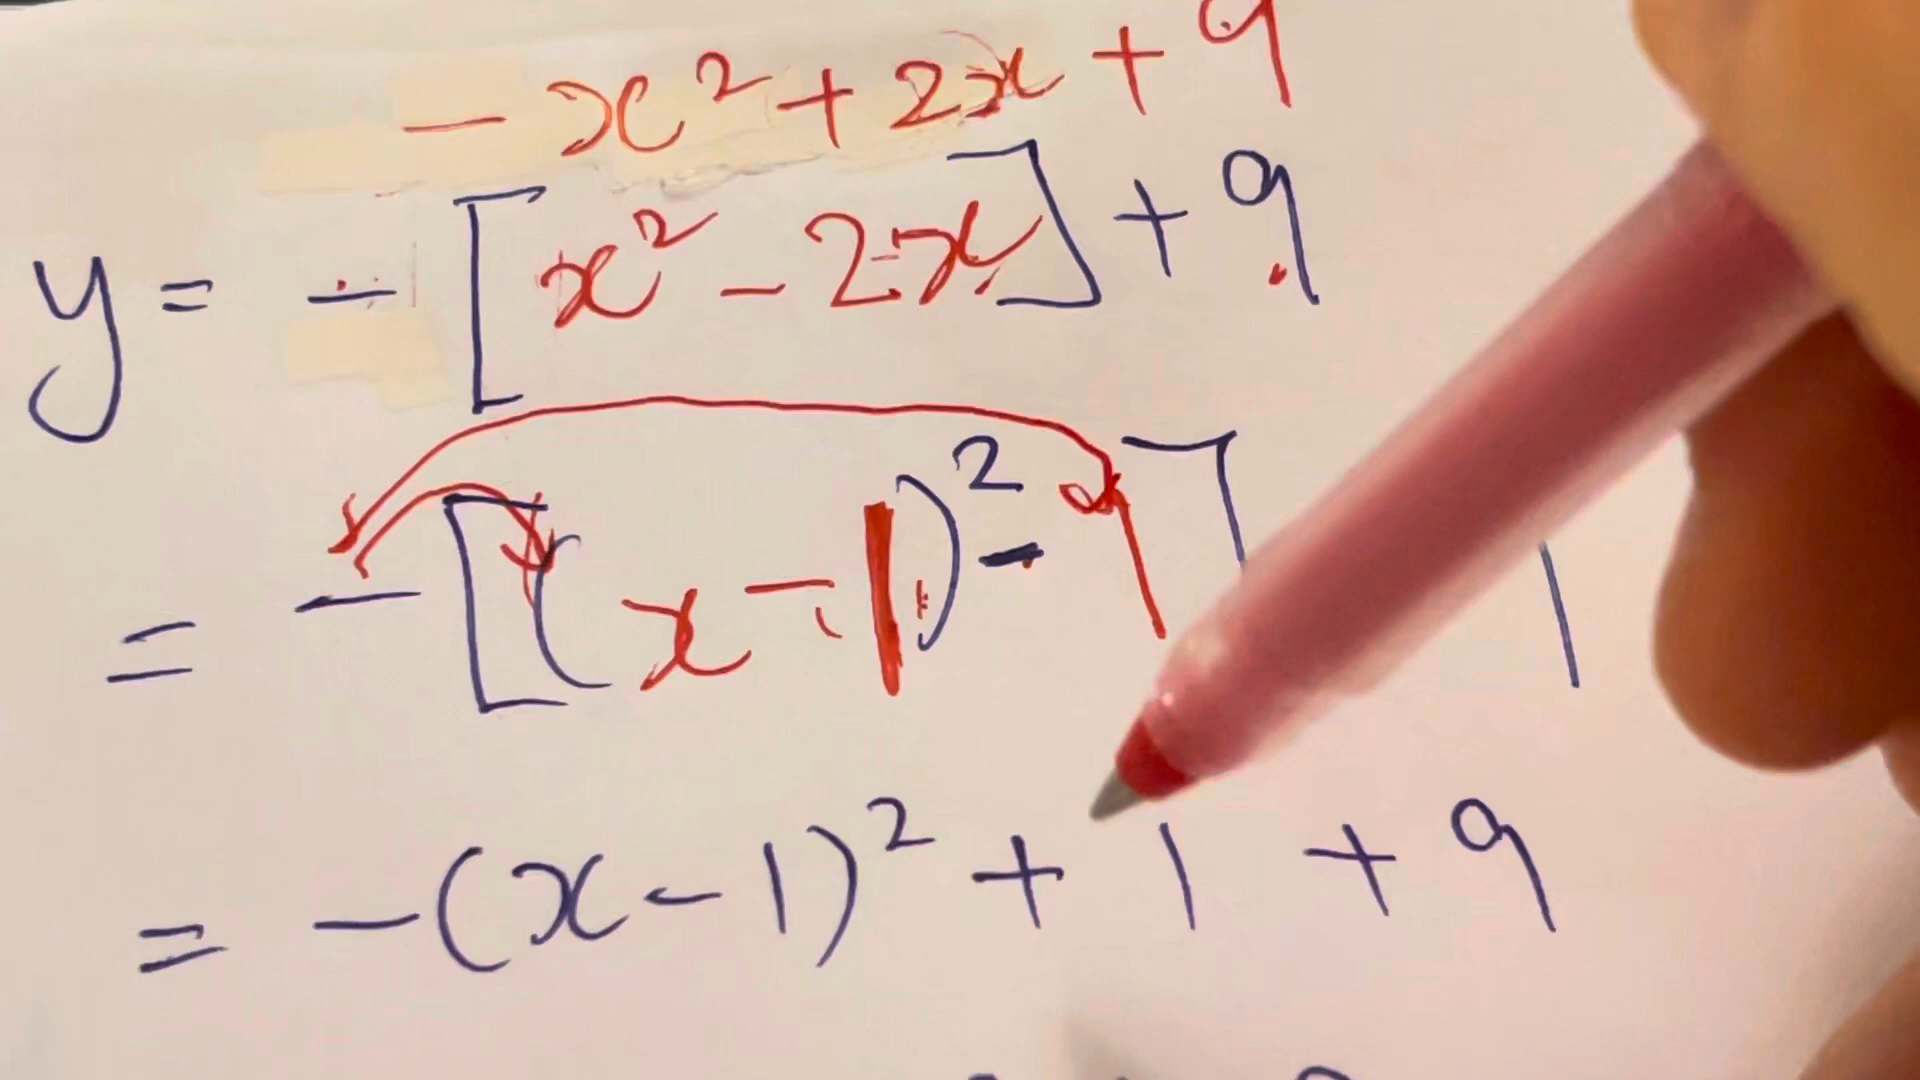 -x² + 2x + 9
y = -[x² - 2x] + 9
= -[(x-1)² - 1]
= -(x-1)² + 1 + 9